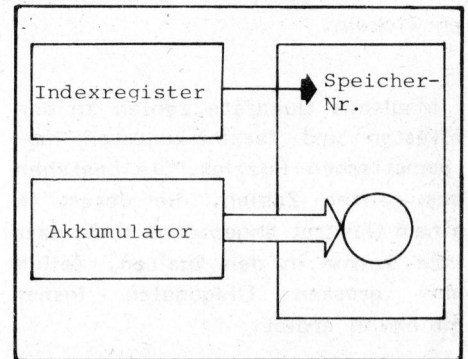 Indexregister
Speicher-
Nr.
Akkumulator